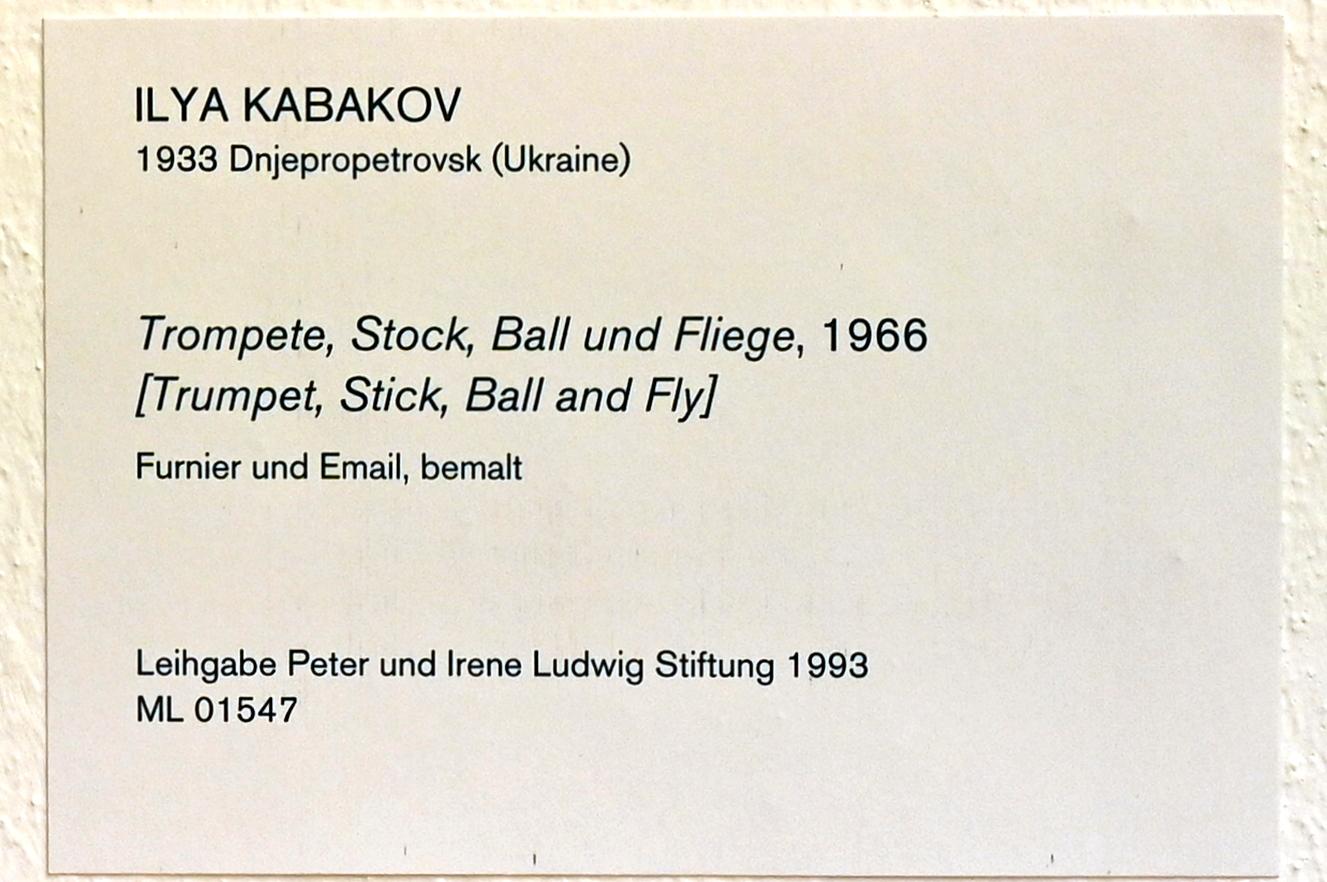 ILYA KABAKOV
1933 Dnjepropetrovsk (Ukraine)
Trompete, Stock, Ball und Fliege, 1966
[Trumpet, Stick, Ball and Fly]
Furnier und Email, bemalt
Leihgabe Peter und Irene Ludwig Stiftung 1993
ML 01547